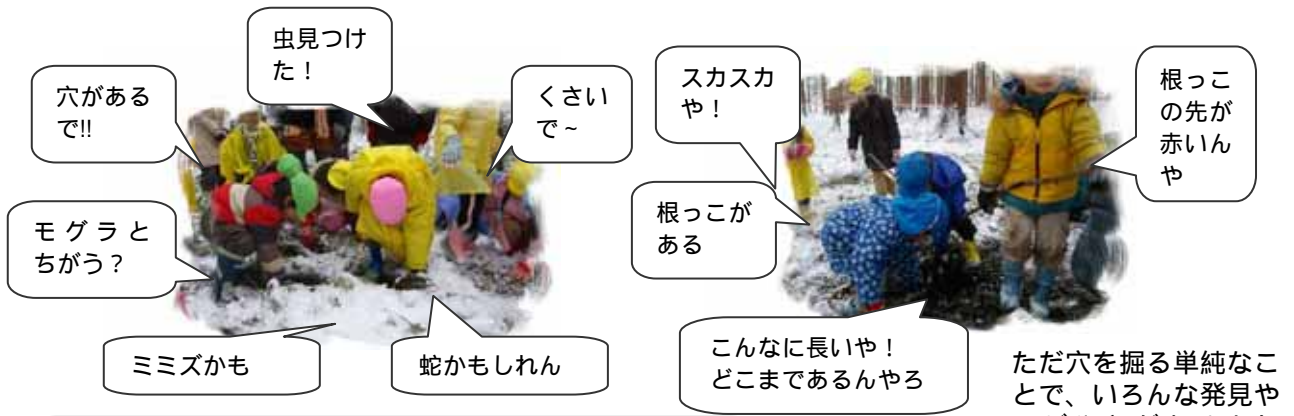 虫見つけ
た！
穴がある
で!!
くさい
で～
モグラと
ちがう？
ミミズかも
蛇かもしれん
スカスカ
や！
根っこ
の先が
赤いん
や
根っこが
ある
こんなに長いや！
どこまであるんやろ
ただ穴を掘る単純なこ
とで、いろんな発見や